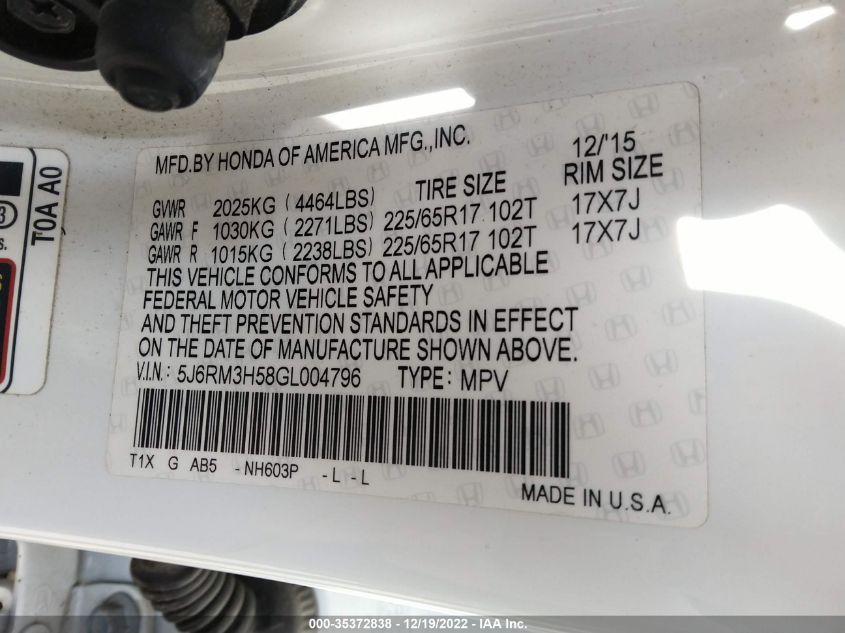 MFD.BY HONDA OF AMERICA MFG.,INC. 12/'15
TIRE SIZE RIM SIZE
GVWR 2025KG (4464LBS)
GAWR F 1030KG (2271LBS) 225/65R17 102T 17X7J
GAWR R 1015KG (2238LBS) 225/65R17 102T 17X7J
THIS VEHICLE CONFORMS TO ALL APPLICABLE
FEDERAL MOTOR VEHICLE SAFETY
AND THEFT PREVENTION STANDARDS IN EFFECT
ON THE DATE OF MANUFACTURE SHOWN ABOVE.
V.I.N.: 5J6RM3H58GL004796 TYPE: MPV
T1X G AB5 -NH603P -L -L
MADE IN U.S.A.
T0A A0
000-35372838 - 12/19/2022 - IAA Inc.